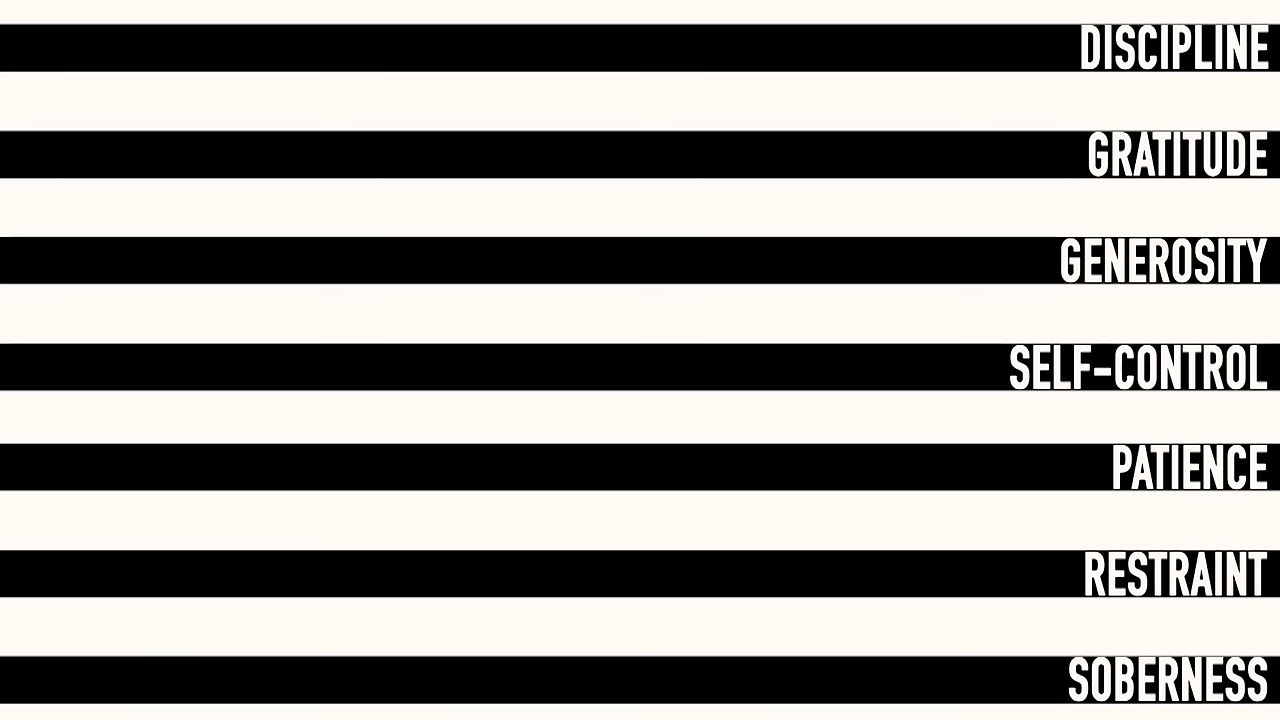 DISCIPLINE
GRATITUDE
GENEROSITY
SELF-CONTROL
PATIENCE
RESTRAINT
SOBERNESS